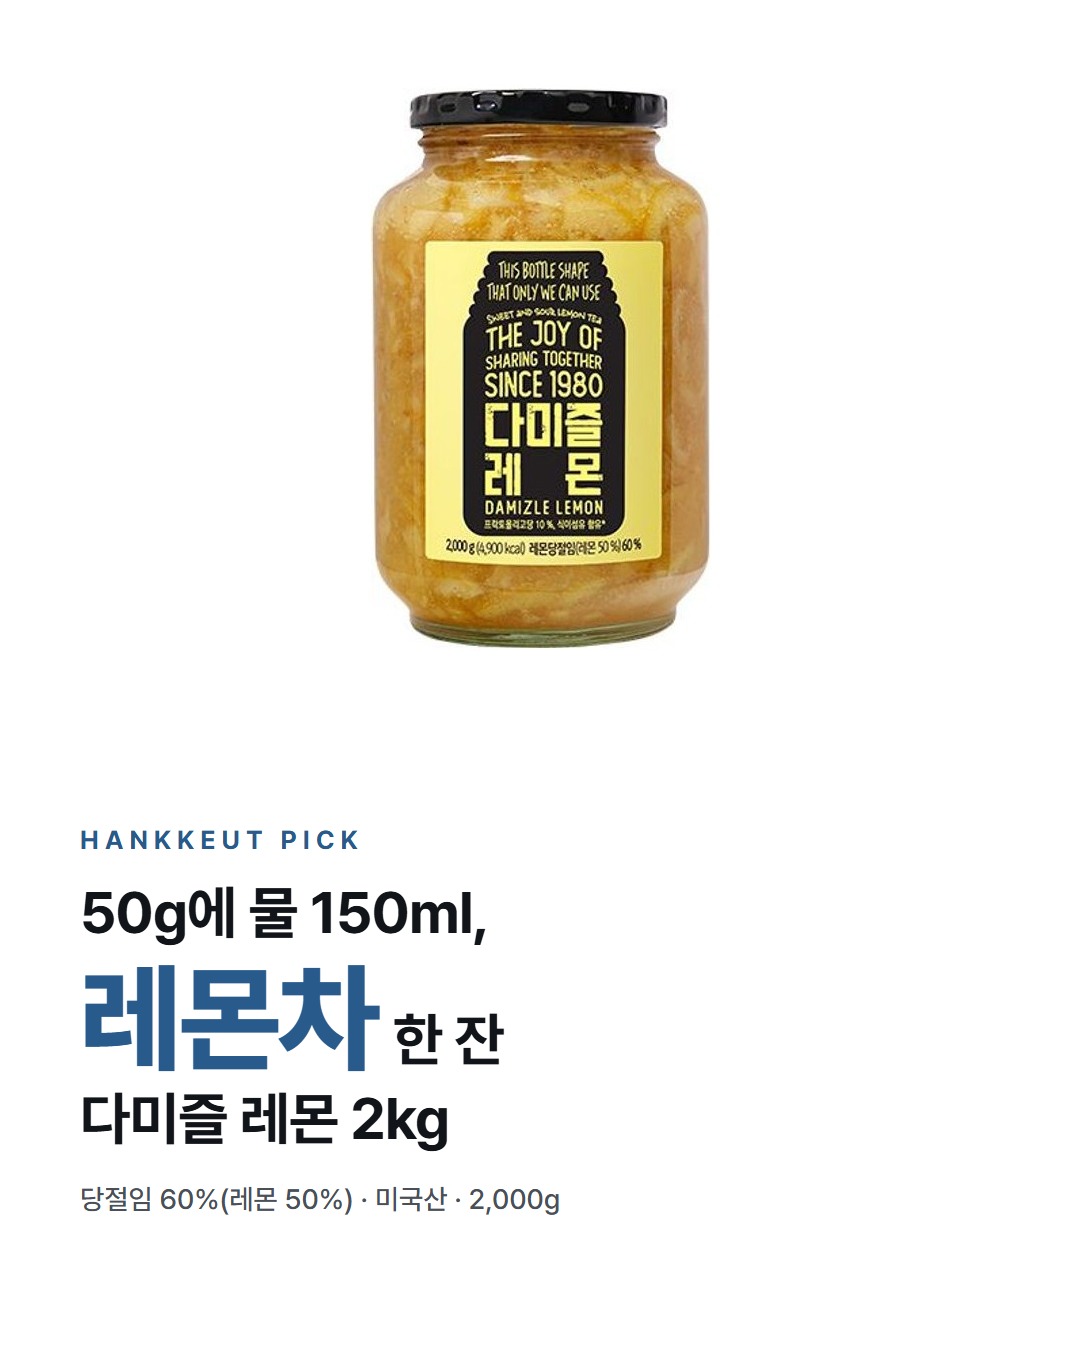 THIS BOTTLE SHAPE
THAT ONLY WE CAN USE
SWEET AND SOUR LEMON TEA
THE JOY OF
SHARING TOGETHER
SINCE 1980
다미즐
레 몬
DAMIZLE LEMON
프락토올리고당 10 %, 식이섬유 함유*
2,000 g (4,900 kcal) 레몬당절임(레몬 50 %) 60 %
HANKKEUT PICK
50g에 물 150ml,
레몬차 한 잔
다미즐 레몬 2kg
당절임 60%(레몬 50%) · 미국산 · 2,000g